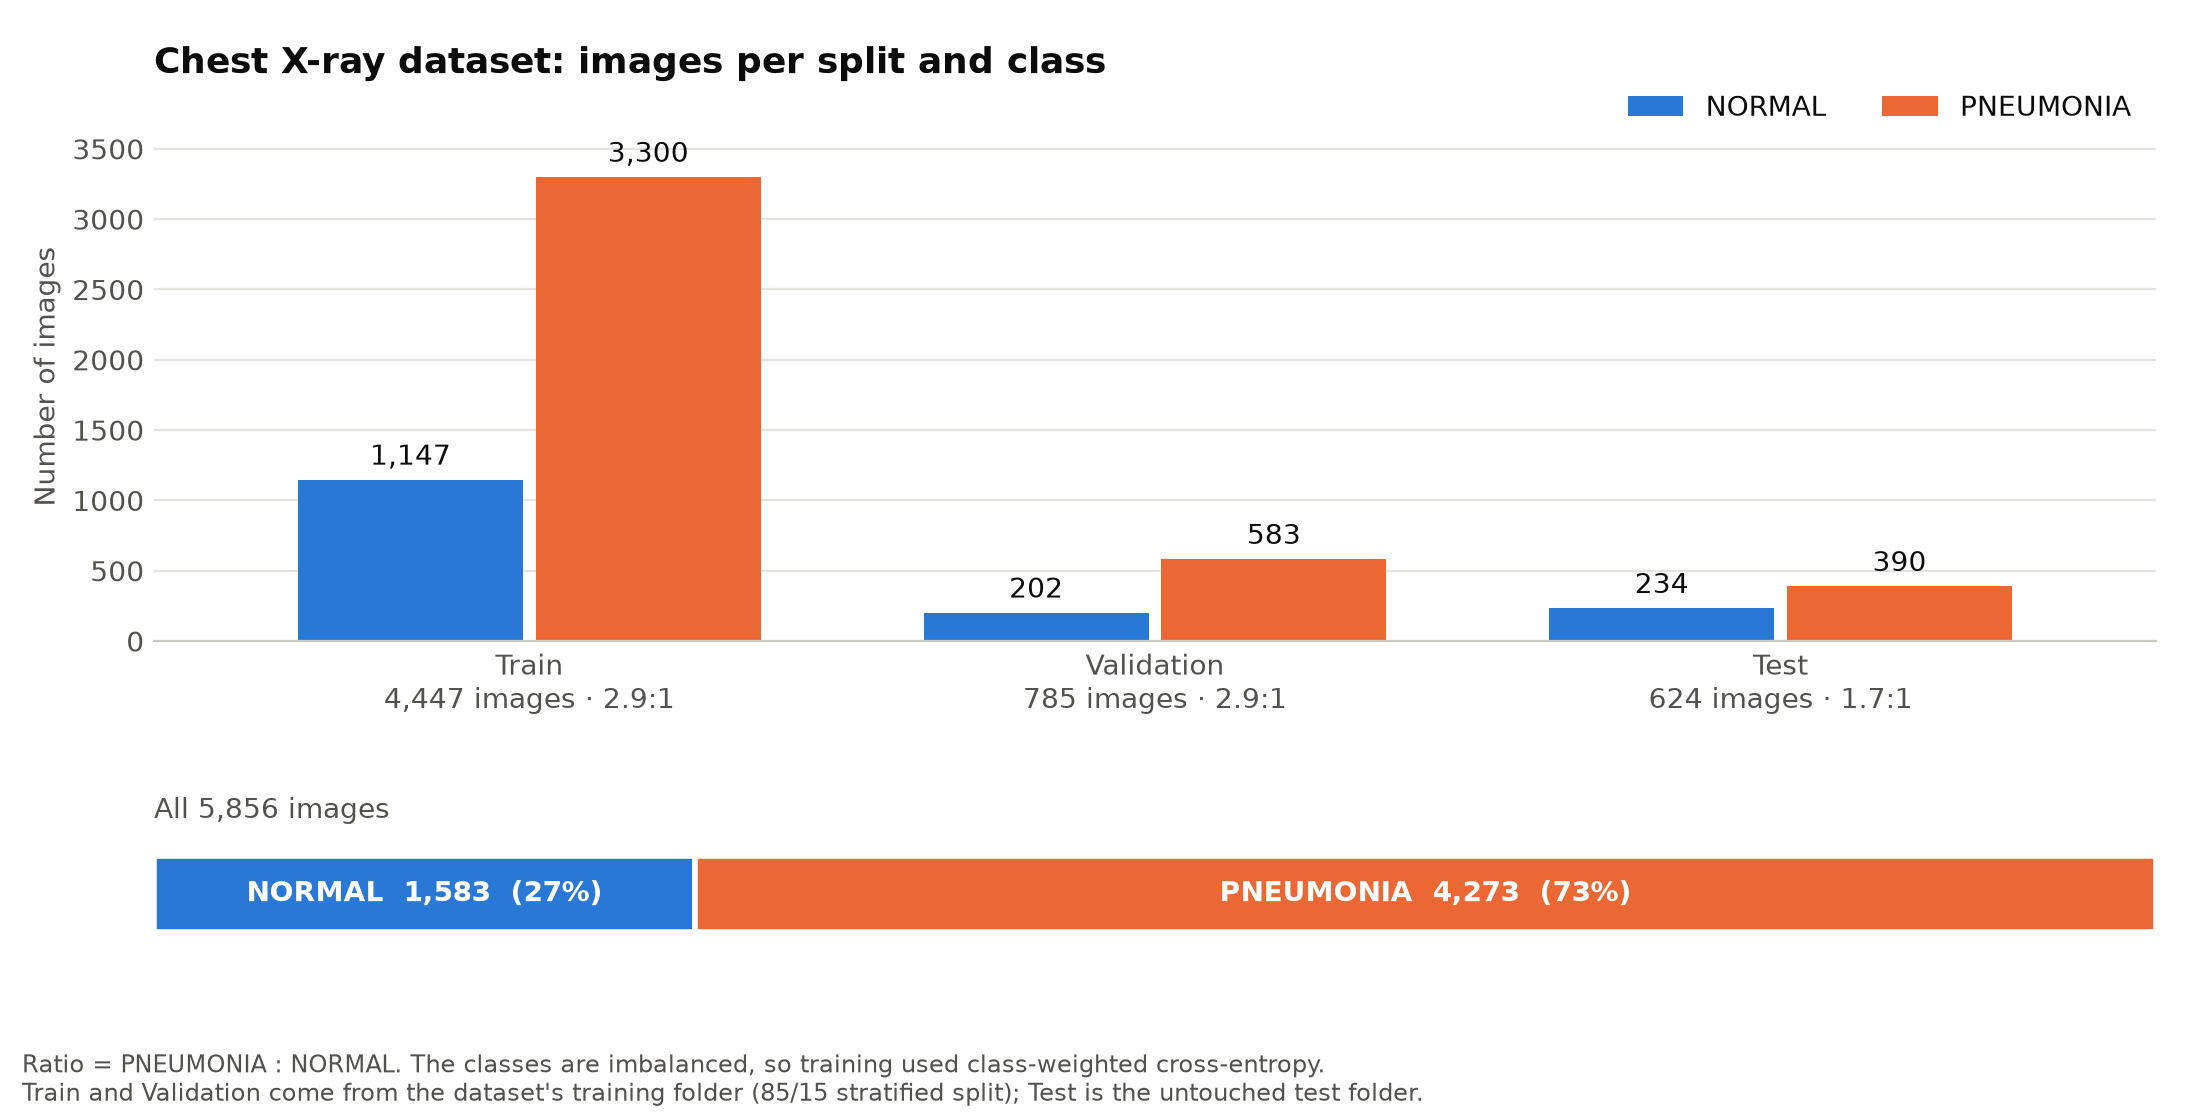 Chest X-ray dataset: images per split and class
NORMAL PNEUMONIA
Number of images
3500
3000
2500
2000
1500
1000
500
0
1,147
3,300
202
583
234
390
Train
4,447 images · 2.9:1
Validation
785 images · 2.9:1
Test
624 images · 1.7:1
All 5,856 images
NORMAL 1,583 (27%)
PNEUMONIA 4,273 (73%)
Ratio = PNEUMONIA : NORMAL. The classes are imbalanced, so training used class-weighted cross-entropy.
Train and Validation come from the dataset's training folder (85/15 stratified split); Test is the untouched test folder.